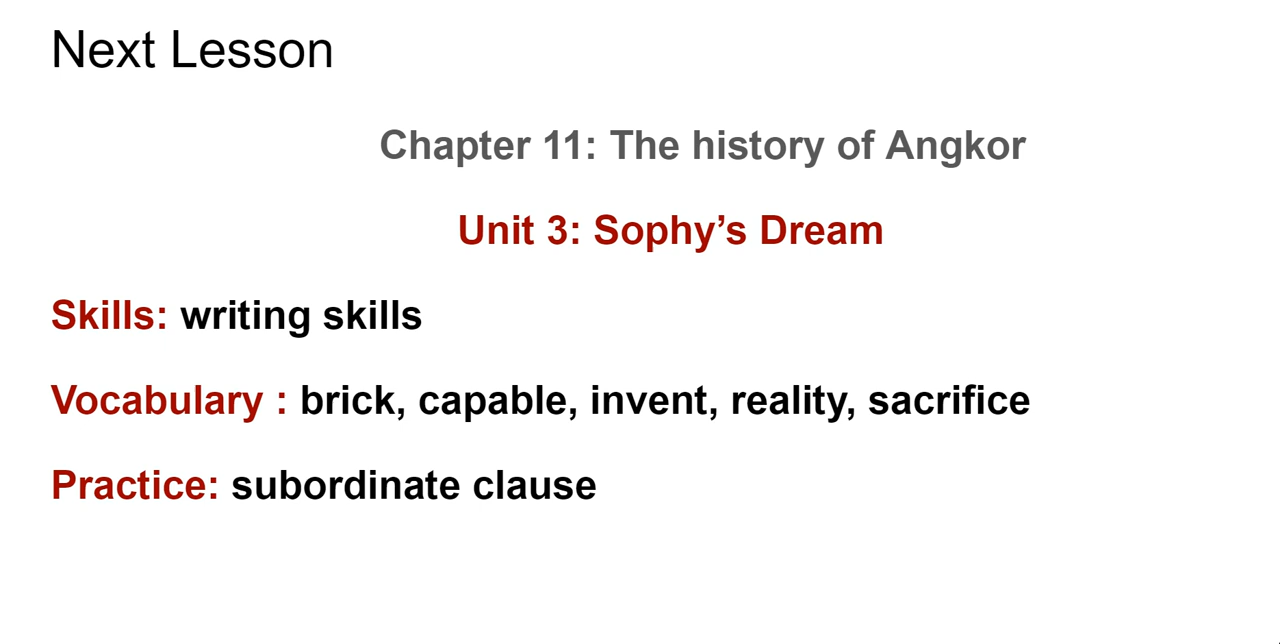 Next Lesson
Chapter 11: The history of Angkor
Unit 3: Sophy’s Dream
Skills: writing skills
Vocabulary : brick, capable, invent, reality, sacrifice
Practice: subordinate clause